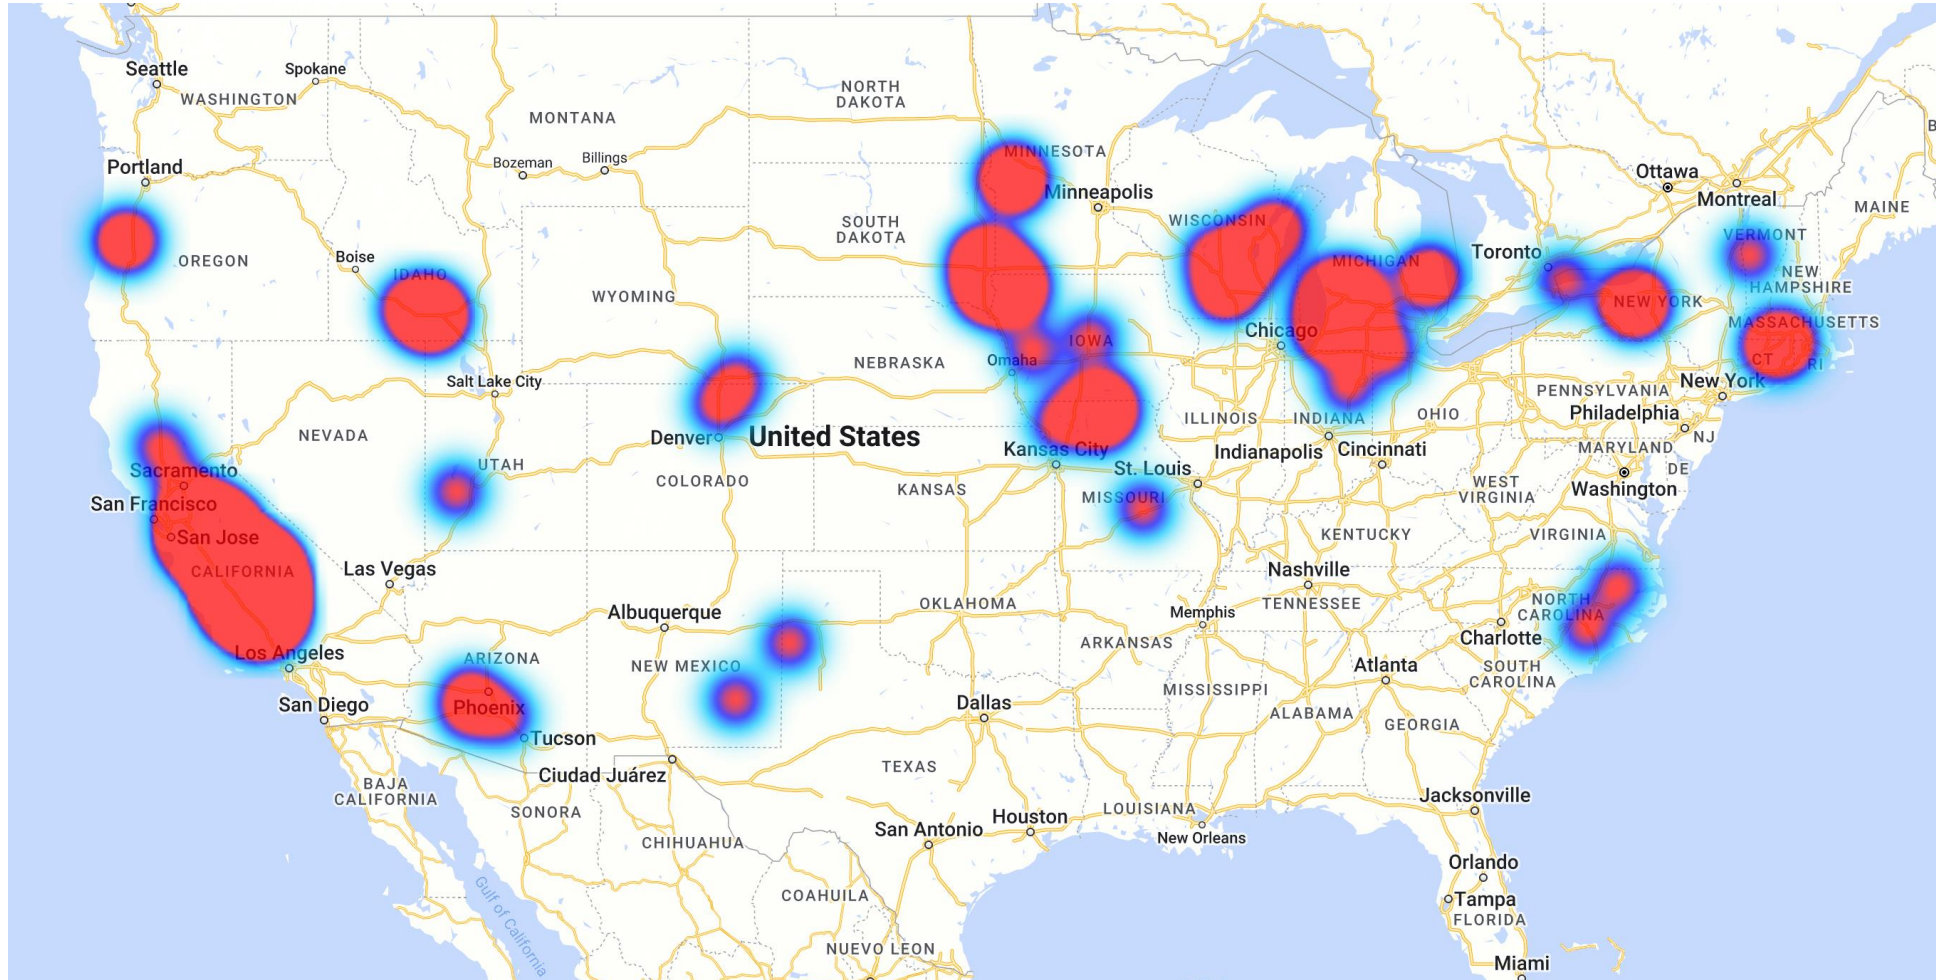 Seattle
Spokane
WASHINGTON
MONTANA
NORTH
DAKOTA
Portland
Bozeman
Billings
MINNESOTA
Minneapolis
Ottawa
Montreal
MAINE
SOUTH
DAKOTA
WISCONSIN
OREGON
Boise
IDAHO
WYOMING
MICHIGAN
Toronto
VERMONT
NEW
HAMPSHIRE
NEW YORK
MASSACHUSETTS
CT
RI
Chicago
IOWA
Omaha
NEBRASKA
Salt Lake City
PENNSYLVANIA
New York
Philadelphia
NJ
ILLINOIS
INDIANA
OHIO
NEVADA
Denver
United States
Kansas City
Indianapolis
Cincinnati
MARYLAND
DE
Washington
UTAH
COLORADO
KANSAS
St. Louis
MISSOURI
WEST
VIRGINIA
Sacramento
San Francisco
San Jose
CALIFORNIA
Las Vegas
KENTUCKY
VIRGINIA
Nashville
TENNESSEE
Albuquerque
OKLAHOMA
Memphis
NORTH
CAROLINA
Charlotte
Los Angeles
ARIZONA
NEW MEXICO
ARKANSAS
Atlanta
SOUTH
CAROLINA
San Diego
Phoenix
Tucson
Dallas
MISSISSIPPI
ALABAMA
GEORGIA
Ciudad Juárez
TEXAS
BAJA
CALIFORNIA
SONORA
CHIHUAHUA
San Antonio
Houston
LOUISIANA
New Orleans
Jacksonville
Orlando
Tampa
FLORIDA
Gulf of California
COAHUILA
NUEVO LEON
Miami